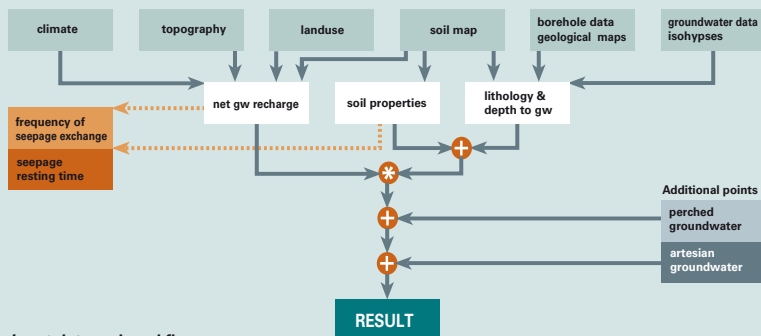 climate
topography
landuse
soil map
borehole data
geological maps
groundwater data
isohypses
net gw recharge
soil properties
lithology &
depth to gw
frequency of
seepage exchange
seepage
resting time
+
*
+
+
Additional points
perched
groundwater
artesian
groundwater
RESULT